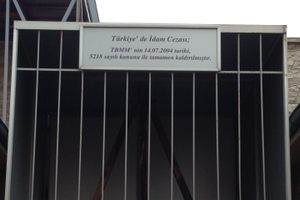 Türkiye' de İdam Cezası;
TBMM' nin 14.07.2004 tarihi,
5218 sayılı kanunu ile tamamen kaldırılmıştır.